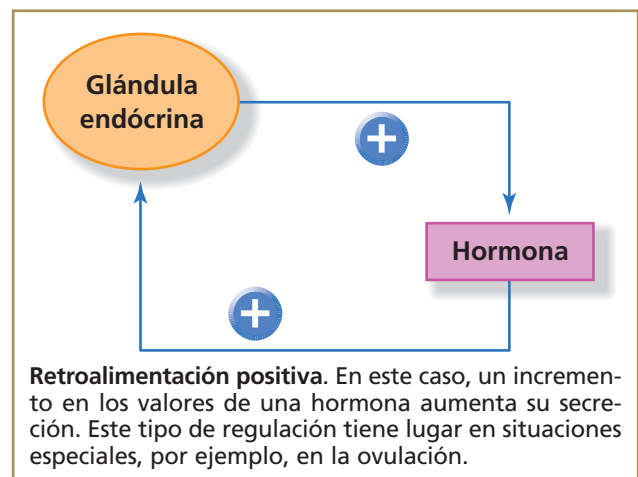 Glándula
endócrina
+
Hormona
+
Retroalimentación positiva. En este caso, un incremen-
to en los valores de una hormona aumenta su secre-
ción. Este tipo de regulación tiene lugar en situaciones
especiales, por ejemplo, en la ovulación.